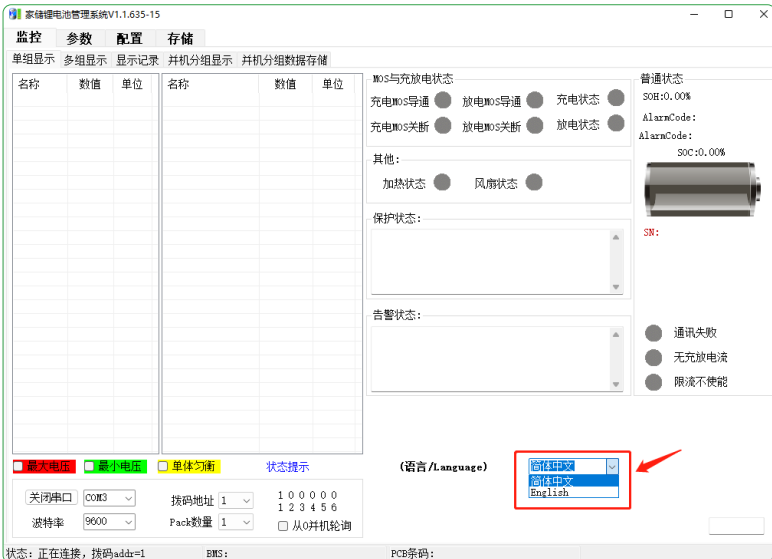 家储锂电池管理系统V1.1.635-15
监控 参数 配置 存储
单组显示 多组显示 显示记录 并机分组显示 并机分组数据存储
名称 数值 单位 名称 数值 单位
MOS与充放电状态
充电MOS导通 放电MOS导通 充电状态
充电MOS关断 放电MOS关断 放电状态
其他:
加热状态 风扇状态
保护状态:
告警状态:
普通状态
SOH:0.00%
AlarmCode:
AlarmCode:
SOC:0.00%
SN:
通讯失败
无充放电流
限流不使能
最大电压 最小电压 单体匀衡 状态提示
(语言/Language) 简体中文
简体中文
English
关闭串口 COM3 拨码地址 1 1 0 0 0 0 0
1 2 3 4 5 6
波特率 9600 Pack数量 1 从0并机轮询
状态: 正在连接, 拨码addr=1 BMS: PCB条码: